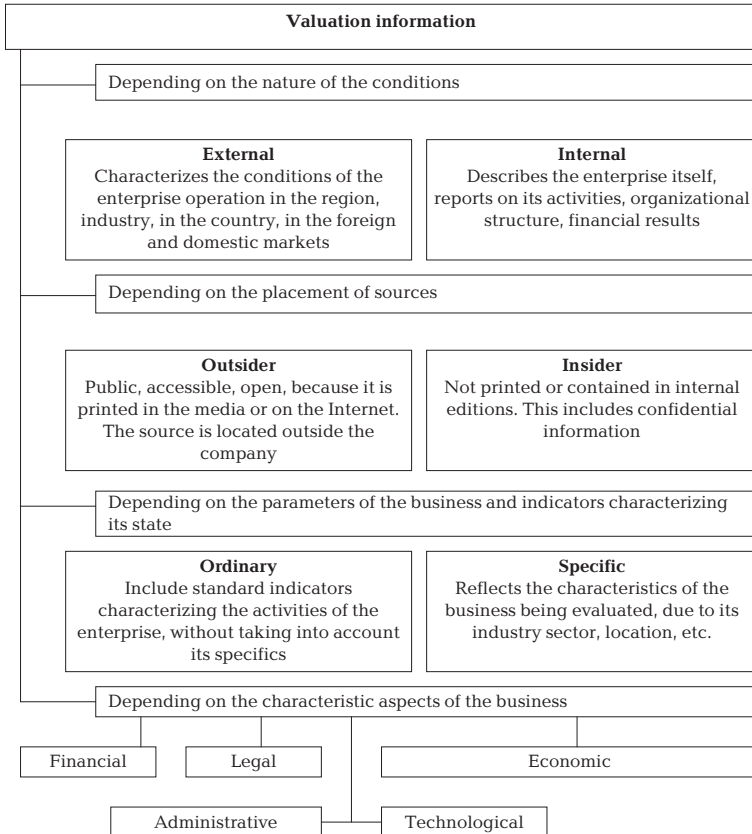 Valuation information
Depending on the nature of the conditions
External
Characterizes the conditions of the
enterprise operation in the region,
industry, in the country, in the foreign
and domestic markets
Internal
Describes the enterprise itself,
reports on its activities, organizational
structure, financial results
Depending on the placement of sources
Outsider
Public, accessible, open, because it is
printed in the media or on the Internet.
The source is located outside the
company
Insider
Not printed or contained in internal
editions. This includes confidential
information
Depending on the parameters of the business and indicators characterizing
its state
Ordinary
Include standard indicators
characterizing the activities of the
enterprise, without taking into account
its specifics
Specific
Reflects the characteristics of the
business being evaluated, due to its
industry sector, location, etc.
Depending on the characteristic aspects of the business
Financial
Legal
Economic
Administrative
Technological